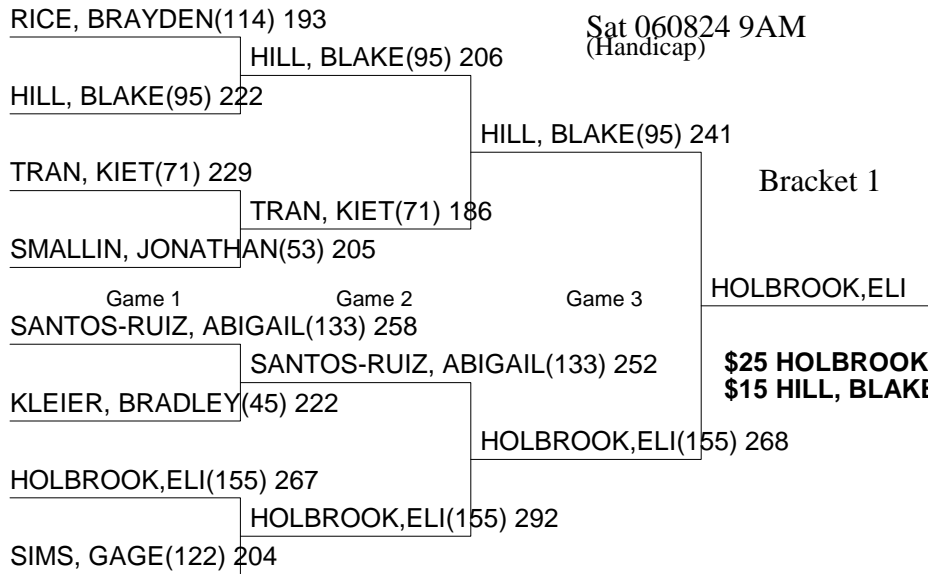 RICE, BRAYDEN(114) 193
Sat 060824 9AM
(Handicap)
HILL, BLAKE(95) 206
HILL, BLAKE(95) 222
HILL, BLAKE(95) 241
TRAN, KIET(71) 229
Bracket 1
TRAN, KIET(71) 186
SMALLIN, JONATHAN(53) 205
Game 1
Game 2
Game 3
HOLBROOK,ELI
SANTOS-RUIZ, ABIGAIL(133) 258
SANTOS-RUIZ, ABIGAIL(133) 252
$25 HOLBROOK
$15 HILL, BLAKE
KLEIER, BRADLEY(45) 222
HOLBROOK,ELI(155) 268
HOLBROOK,ELI(155) 267
HOLBROOK,ELI(155) 292
SIMS, GAGE(122) 204